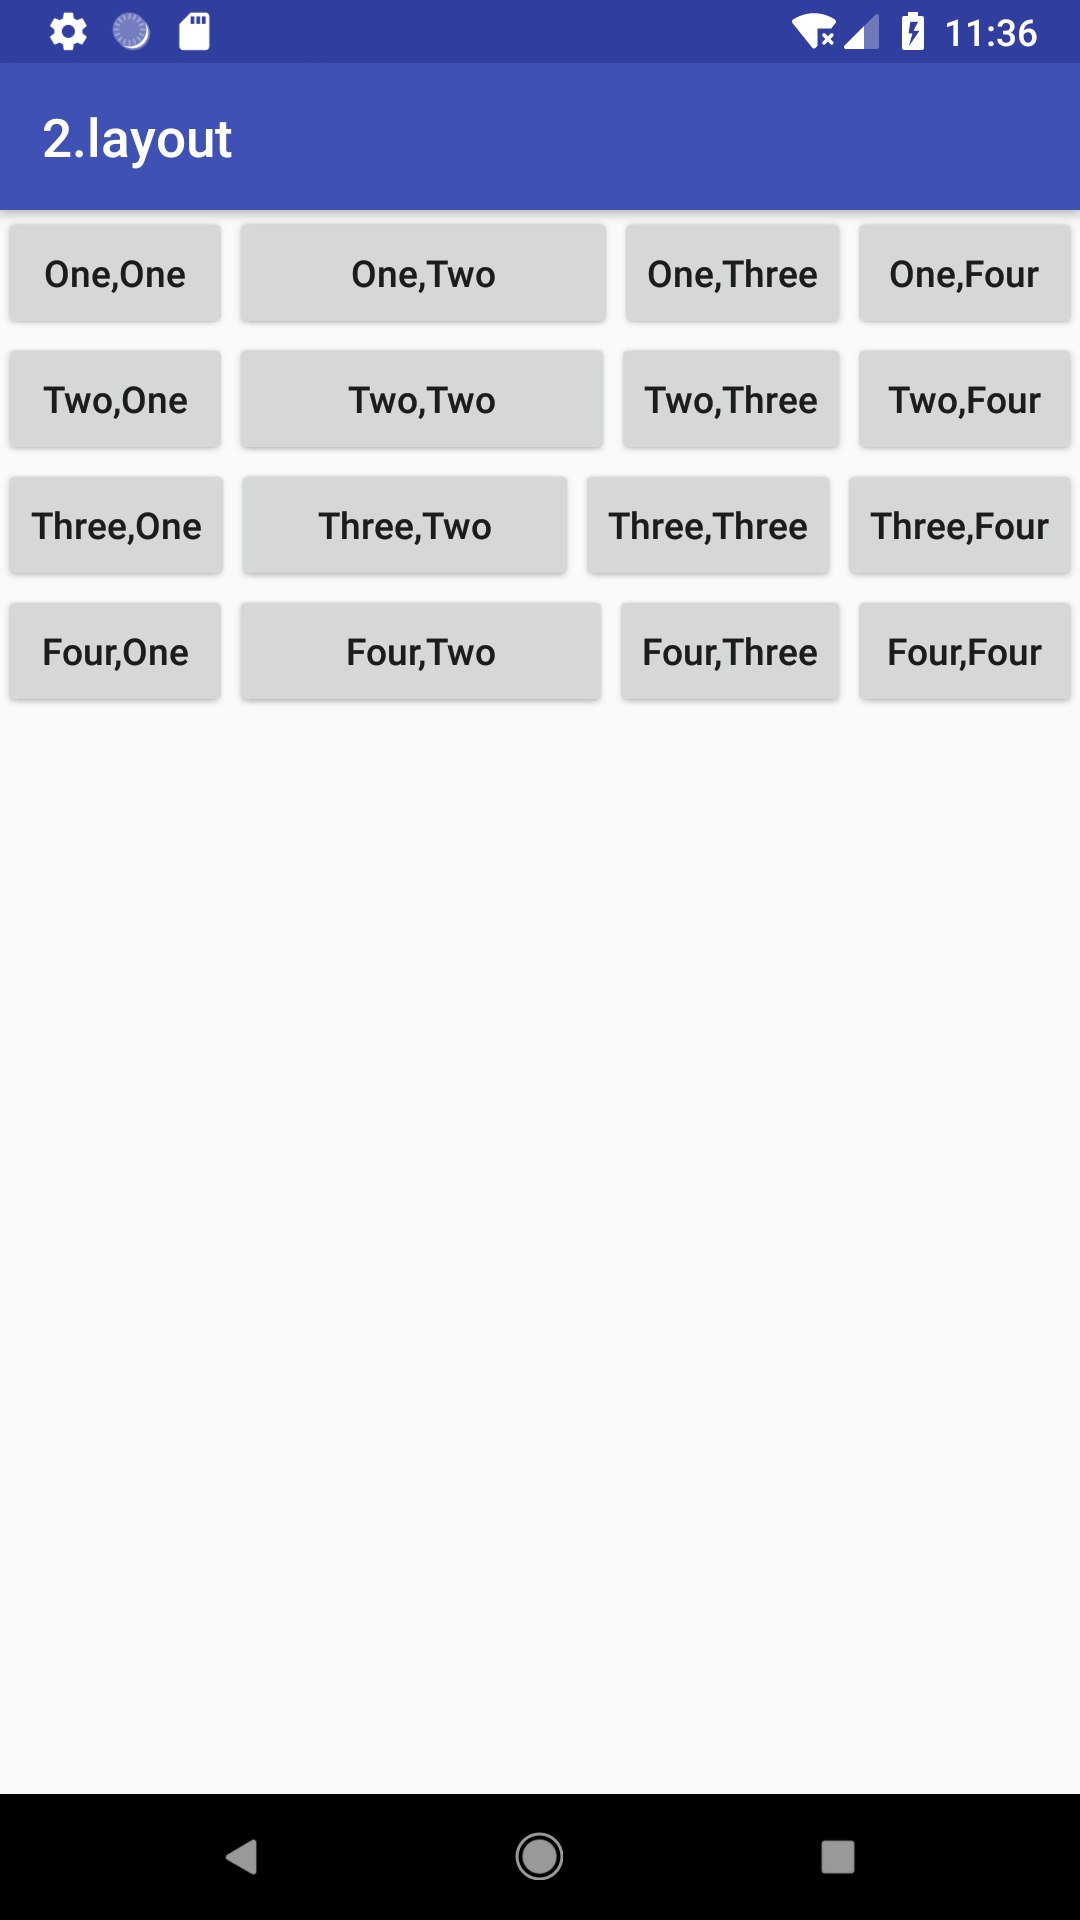 11:36
2.layout
One,One One,Two One,Three One,Four
Two,One Two,Two Two,Three Two,Four
Three,One Three,Two Three,Three Three,Four
Four,One Four,Two Four,Three Four,Four